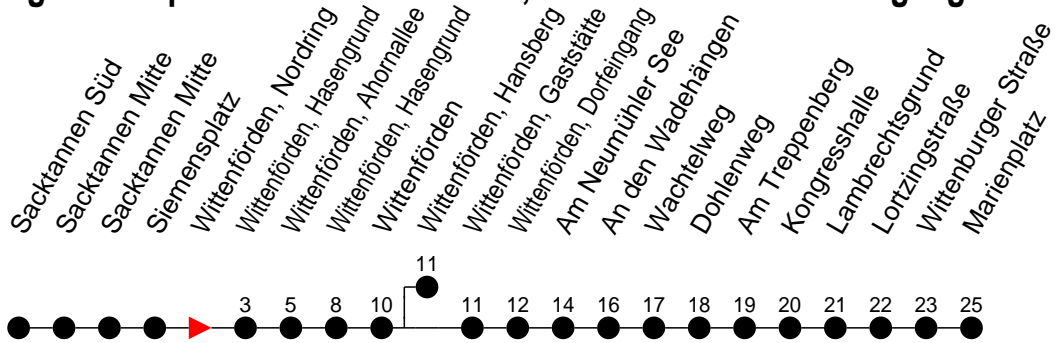 Sacktannen Süd
Sacktannen Mitte
Sacktannen Mitte
Siemensplatz
Wittenförden, Nordring
Wittenförden, Hasengrund
Wittenförden, Ahornallee
Wittenförden, Hasengrund
Wittenförden
Wittenförden, Hansberg
Wittenförden, Gaststätte
Wittenförden, Dorfeingang
Am Neumühler See
An den Wadehängen
Wachtelweg
Dohlenweg
Am Treppenberg
Kongresshalle
Lambrechtsgrund
Lortzingstraße
Wittenburger Straße
Marienplatz
11
3 5 8 10 11 12 14 16 17 18 19 20 21 22 23 25